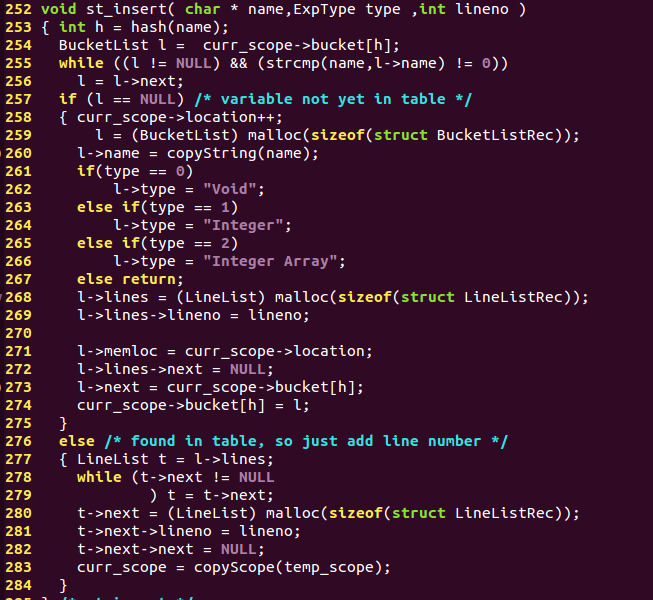 252 void st_insert( char * name,ExpType type ,int lineno )
253 { int h = hash(name);
254   BucketList l =  curr_scope->bucket[h];
255   while ((l != NULL) && (strcmp(name,l->name) != 0))
256     l = l->next;
257   if (l == NULL) /* variable not yet in table */
258   { curr_scope->location++;
259       l = (BucketList) malloc(sizeof(struct BucketListRec));
260     l->name = copyString(name);
261     if(type == 0)
262         l->type = "Void";
263     else if(type == 1)
264         l->type = "Integer";
265     else if(type == 2)
266         l->type = "Integer Array";
267     else return;
268     l->lines = (LineList) malloc(sizeof(struct LineListRec));
269     l->lines->lineno = lineno;
270
271     l->memloc = curr_scope->location;
272     l->lines->next = NULL;
273     l->next = curr_scope->bucket[h];
274     curr_scope->bucket[h] = l;
275   }
276   else /* found in table, so just add line number */
277   { LineList t = l->lines;
278     while (t->next != NULL
279             ) t = t->next;
280     t->next = (LineList) malloc(sizeof(struct LineListRec));
281     t->next->lineno = lineno;
282     t->next->next = NULL;
283     curr_scope = copyScope(temp_scope);
284   }